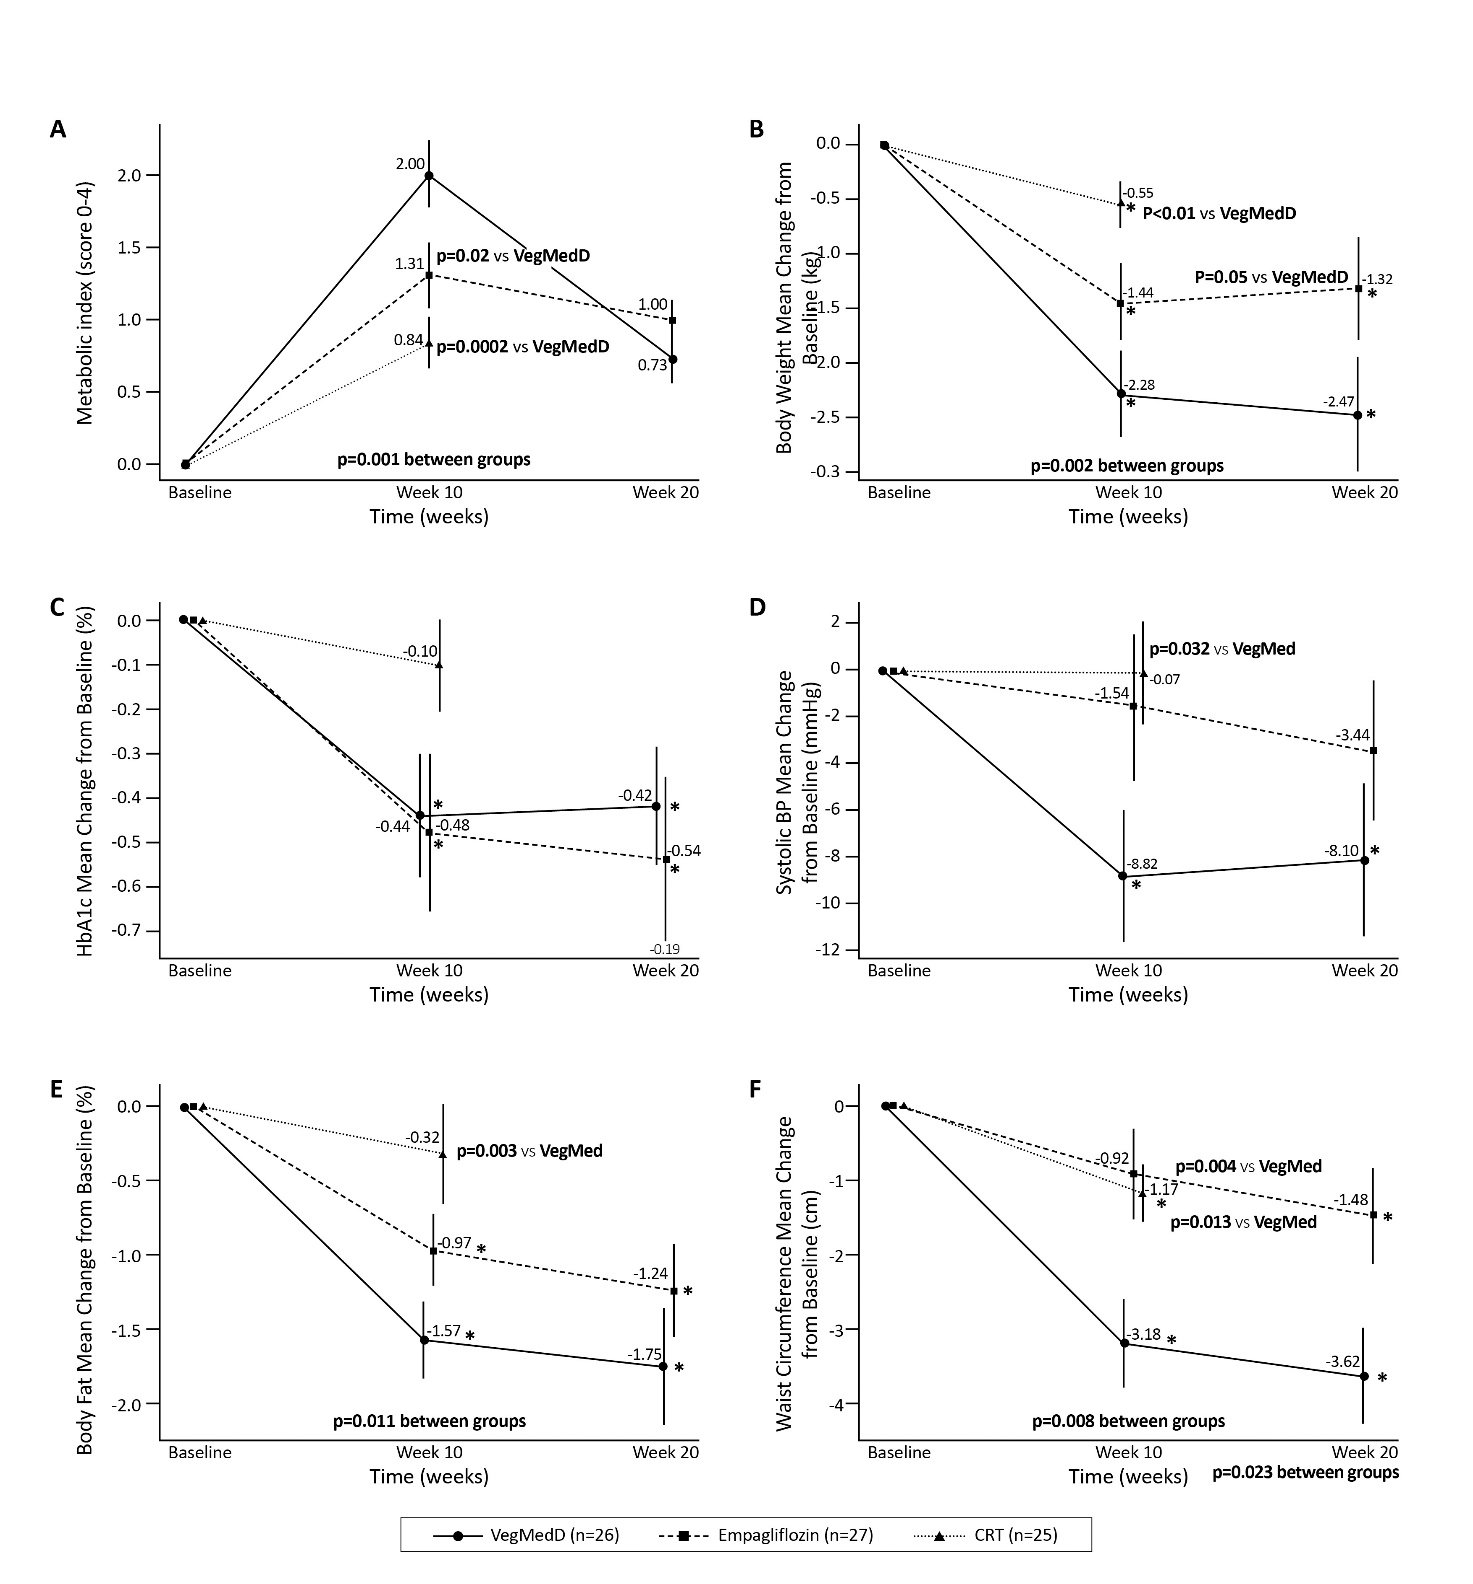 A
Metabolic index (score 0-4)
2.0
1.5
1.0
0.5
0.0
2.00
p=0.02 vs VegMedD
1.31
1.00
0.84
p=0.0002 vs VegMedD
0.73
p=0.001 between groups
Baseline
Week 10
Week 20
Time (weeks)
B
Body Weight Mean Change from
Baseline (kg)
0.0
-0.5
-1.0
-1.5
-2.0
-2.5
-0.3
-0.55
P<0.01 vs VegMedD
P=0.05 vs VegMedD
-1.32
-1.44
-2.28
-2.47
*
*
*
*
*
p=0.002 between groups
Baseline
Week 10
Week 20
Time (weeks)
C
HbA1c Mean Change from Baseline (%)
0.0
-0.1
-0.2
-0.3
-0.4
-0.5
-0.6
-0.7
-0.10
-0.42
*
*
-0.44
-0.48
*
-0.54
*
-0.19
Baseline
Week 10
Week 20
Time (weeks)
D
Systolic BP Mean Change
from Baseline (mmHg)
2
0
-2
-4
-6
-8
-10
-12
p=0.032 vs VegMed
-0.07
-1.54
-3.44
-8.82
*
-8.10
*
Baseline
Week 10
Week 20
Time (weeks)
E
Body Fat Mean Change from Baseline (%)
0.0
-0.5
-1.0
-1.5
-2.0
-0.32
p=0.003 vs VegMed
-0.97 *
-1.24
*
-1.57 *
-1.75
*
p=0.011 between groups
Baseline
Week 10
Week 20
Time (weeks)
F
Waist Circumference Mean Change
from Baseline (cm)
0
-1
-2
-3
-4
-0.92
p=0.004 vs VegMed
-1.17
*
-1.48
*
p=0.013 vs VegMed
-3.18 *
-3.62
*
p=0.008 between groups
Baseline
Week 10
Week 20
Time (weeks)
p=0.023 between groups
VegMedD (n=26)
Empagliflozin (n=27)
CRT (n=25)